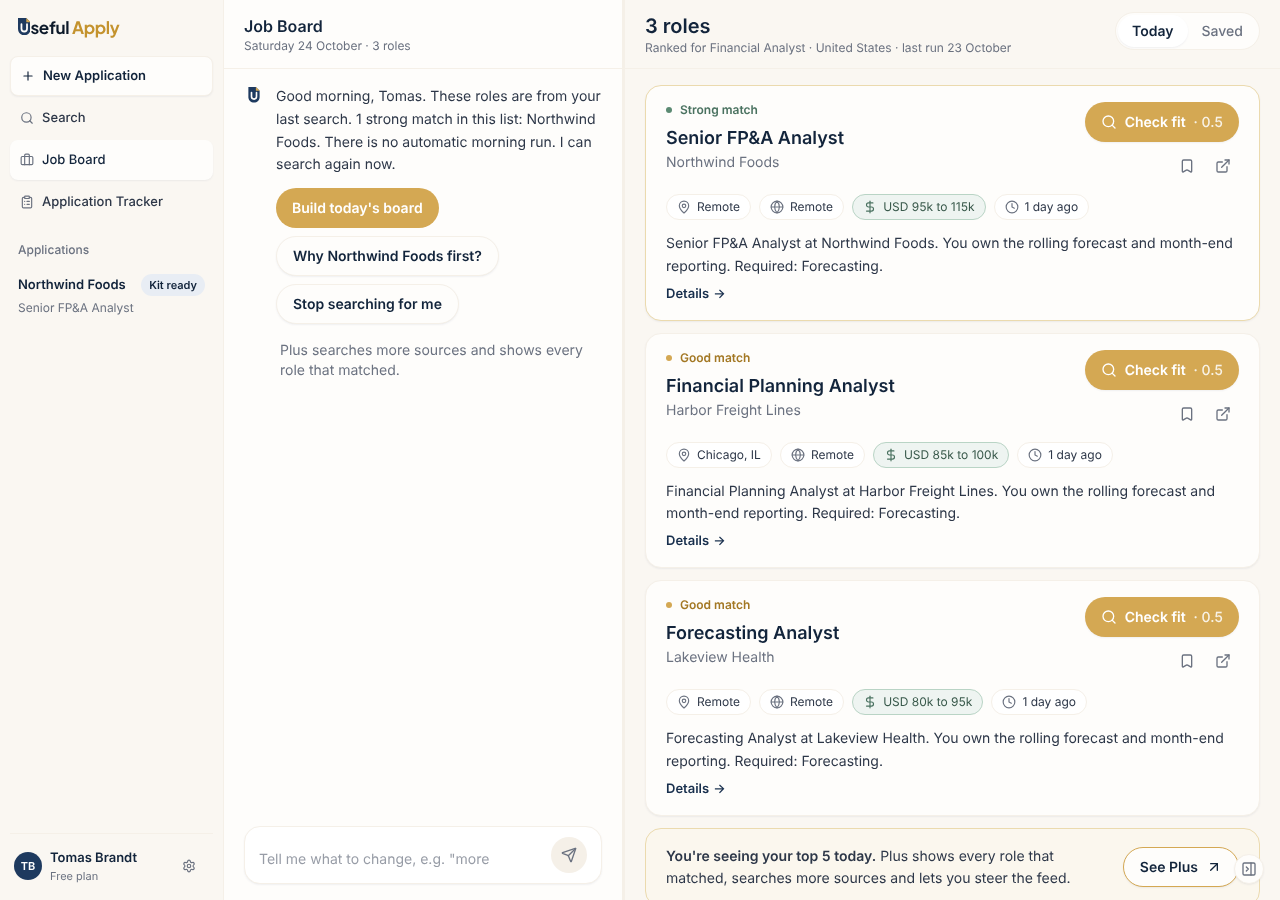 Useful Apply
New Application
Search
Job Board
Application Tracker
Applications
Northwind Foods Kit ready
Senior FP&A Analyst
TB
Tomas Brandt
Free plan
Job Board
Saturday 24 October · 3 roles
Good morning, Tomas. These roles are from your
last search. 1 strong match in this list: Northwind
Foods. There is no automatic morning run. I can
search again now.
Build today's board
Why Northwind Foods first?
Stop searching for me
Plus searches more sources and shows every
role that matched.
Tell me what to change, e.g. "more
3 roles
Ranked for Financial Analyst · United States · last run 23 October
Today Saved
Strong match
Senior FP&A Analyst
Northwind Foods
Check fit · 0.5
Remote Remote USD 95k to 115k 1 day ago
Senior FP&A Analyst at Northwind Foods. You own the rolling forecast and month-end
reporting. Required: Forecasting.
Details →
Good match
Financial Planning Analyst
Harbor Freight Lines
Check fit · 0.5
Chicago, IL Remote USD 85k to 100k 1 day ago
Financial Planning Analyst at Harbor Freight Lines. You own the rolling forecast and
month-end reporting. Required: Forecasting.
Details →
Good match
Forecasting Analyst
Lakeview Health
Check fit · 0.5
Remote Remote USD 80k to 95k 1 day ago
Forecasting Analyst at Lakeview Health. You own the rolling forecast and month-end
reporting. Required: Forecasting.
Details →
You're seeing your top 5 today. Plus shows every role that
matched, searches more sources and lets you steer the feed.
See Plus